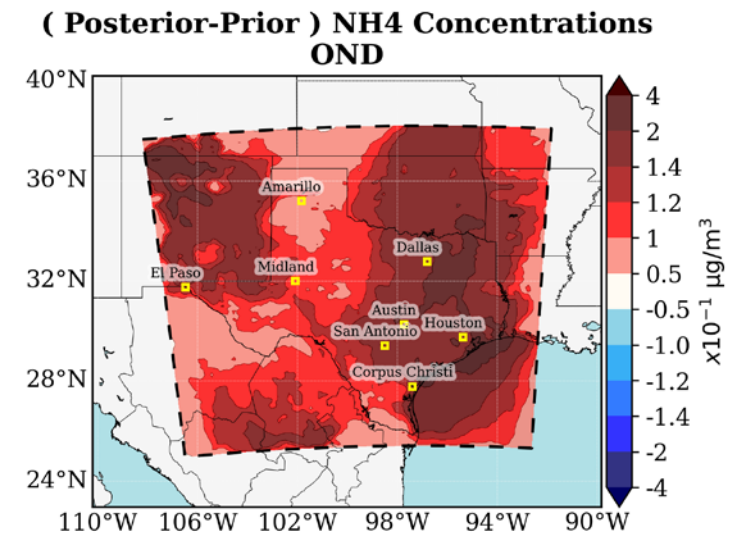 ( Posterior-Prior ) NH4 Concentrations
OND
40°N
36°N
32°N
28°N
24°N
110°W 106°W 102°W 98°W 94°W 90°W
Amarillo
Dallas
El Paso
Midland
Austin
San Antonio
Houston
Corpus Christi
4
2
1.4
1.2
1
0.5
-0.5
-1.0
-1.2
-1.4
-2
-4
x10⁻¹ μg/m³